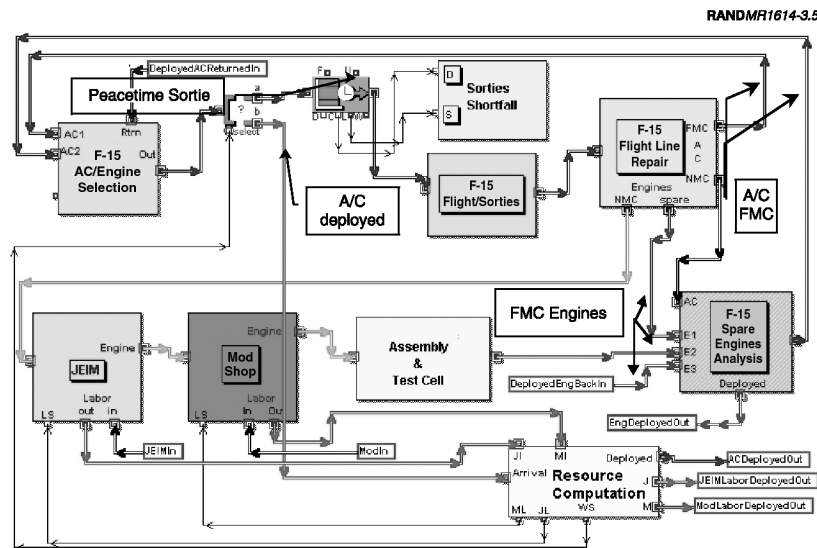 RANDMR1614-3.5
DeployedACReturnedIn
Peacetime Sortie
a
b
?
select
F
U
D
C
L
W
D
S
Sorties
Shortfall
AC1
AC2
Rtrn
Out
F-15
AC/Engine
Selection
A/C
deployed
F-15
Flight/Sorties
F-15
Flight Line
Repair
FMC
A
C
NMC
Engines
NMC
spare
A/C
FMC
FMC Engines
AC
E1
E2
E3
F-15
Spare
Engines
Analysis
Deployed
Engine
JEIM
Labor
LS
out
in
Engine
Mod
Shop
Labor
LS
In
Out
Assembly
&
Test Cell
DeployedEngBackIn
EngDeployedOut
JEIMIn
ModIn
JI
MI
Deployed
Arrival
Resource
Computation
J
M
ML
JL
WS
ACDeployedOut
JEIMLaborDeployedOut
ModLaborDeployedOut